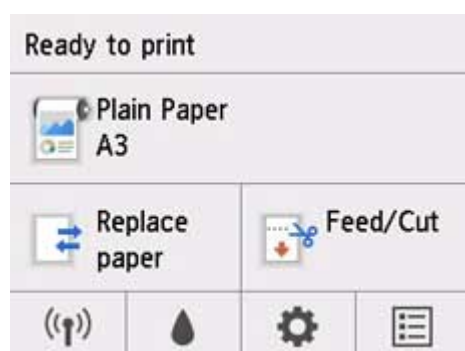 Ready to print
Plain Paper
A3
Replace
paper
Feed/Cut